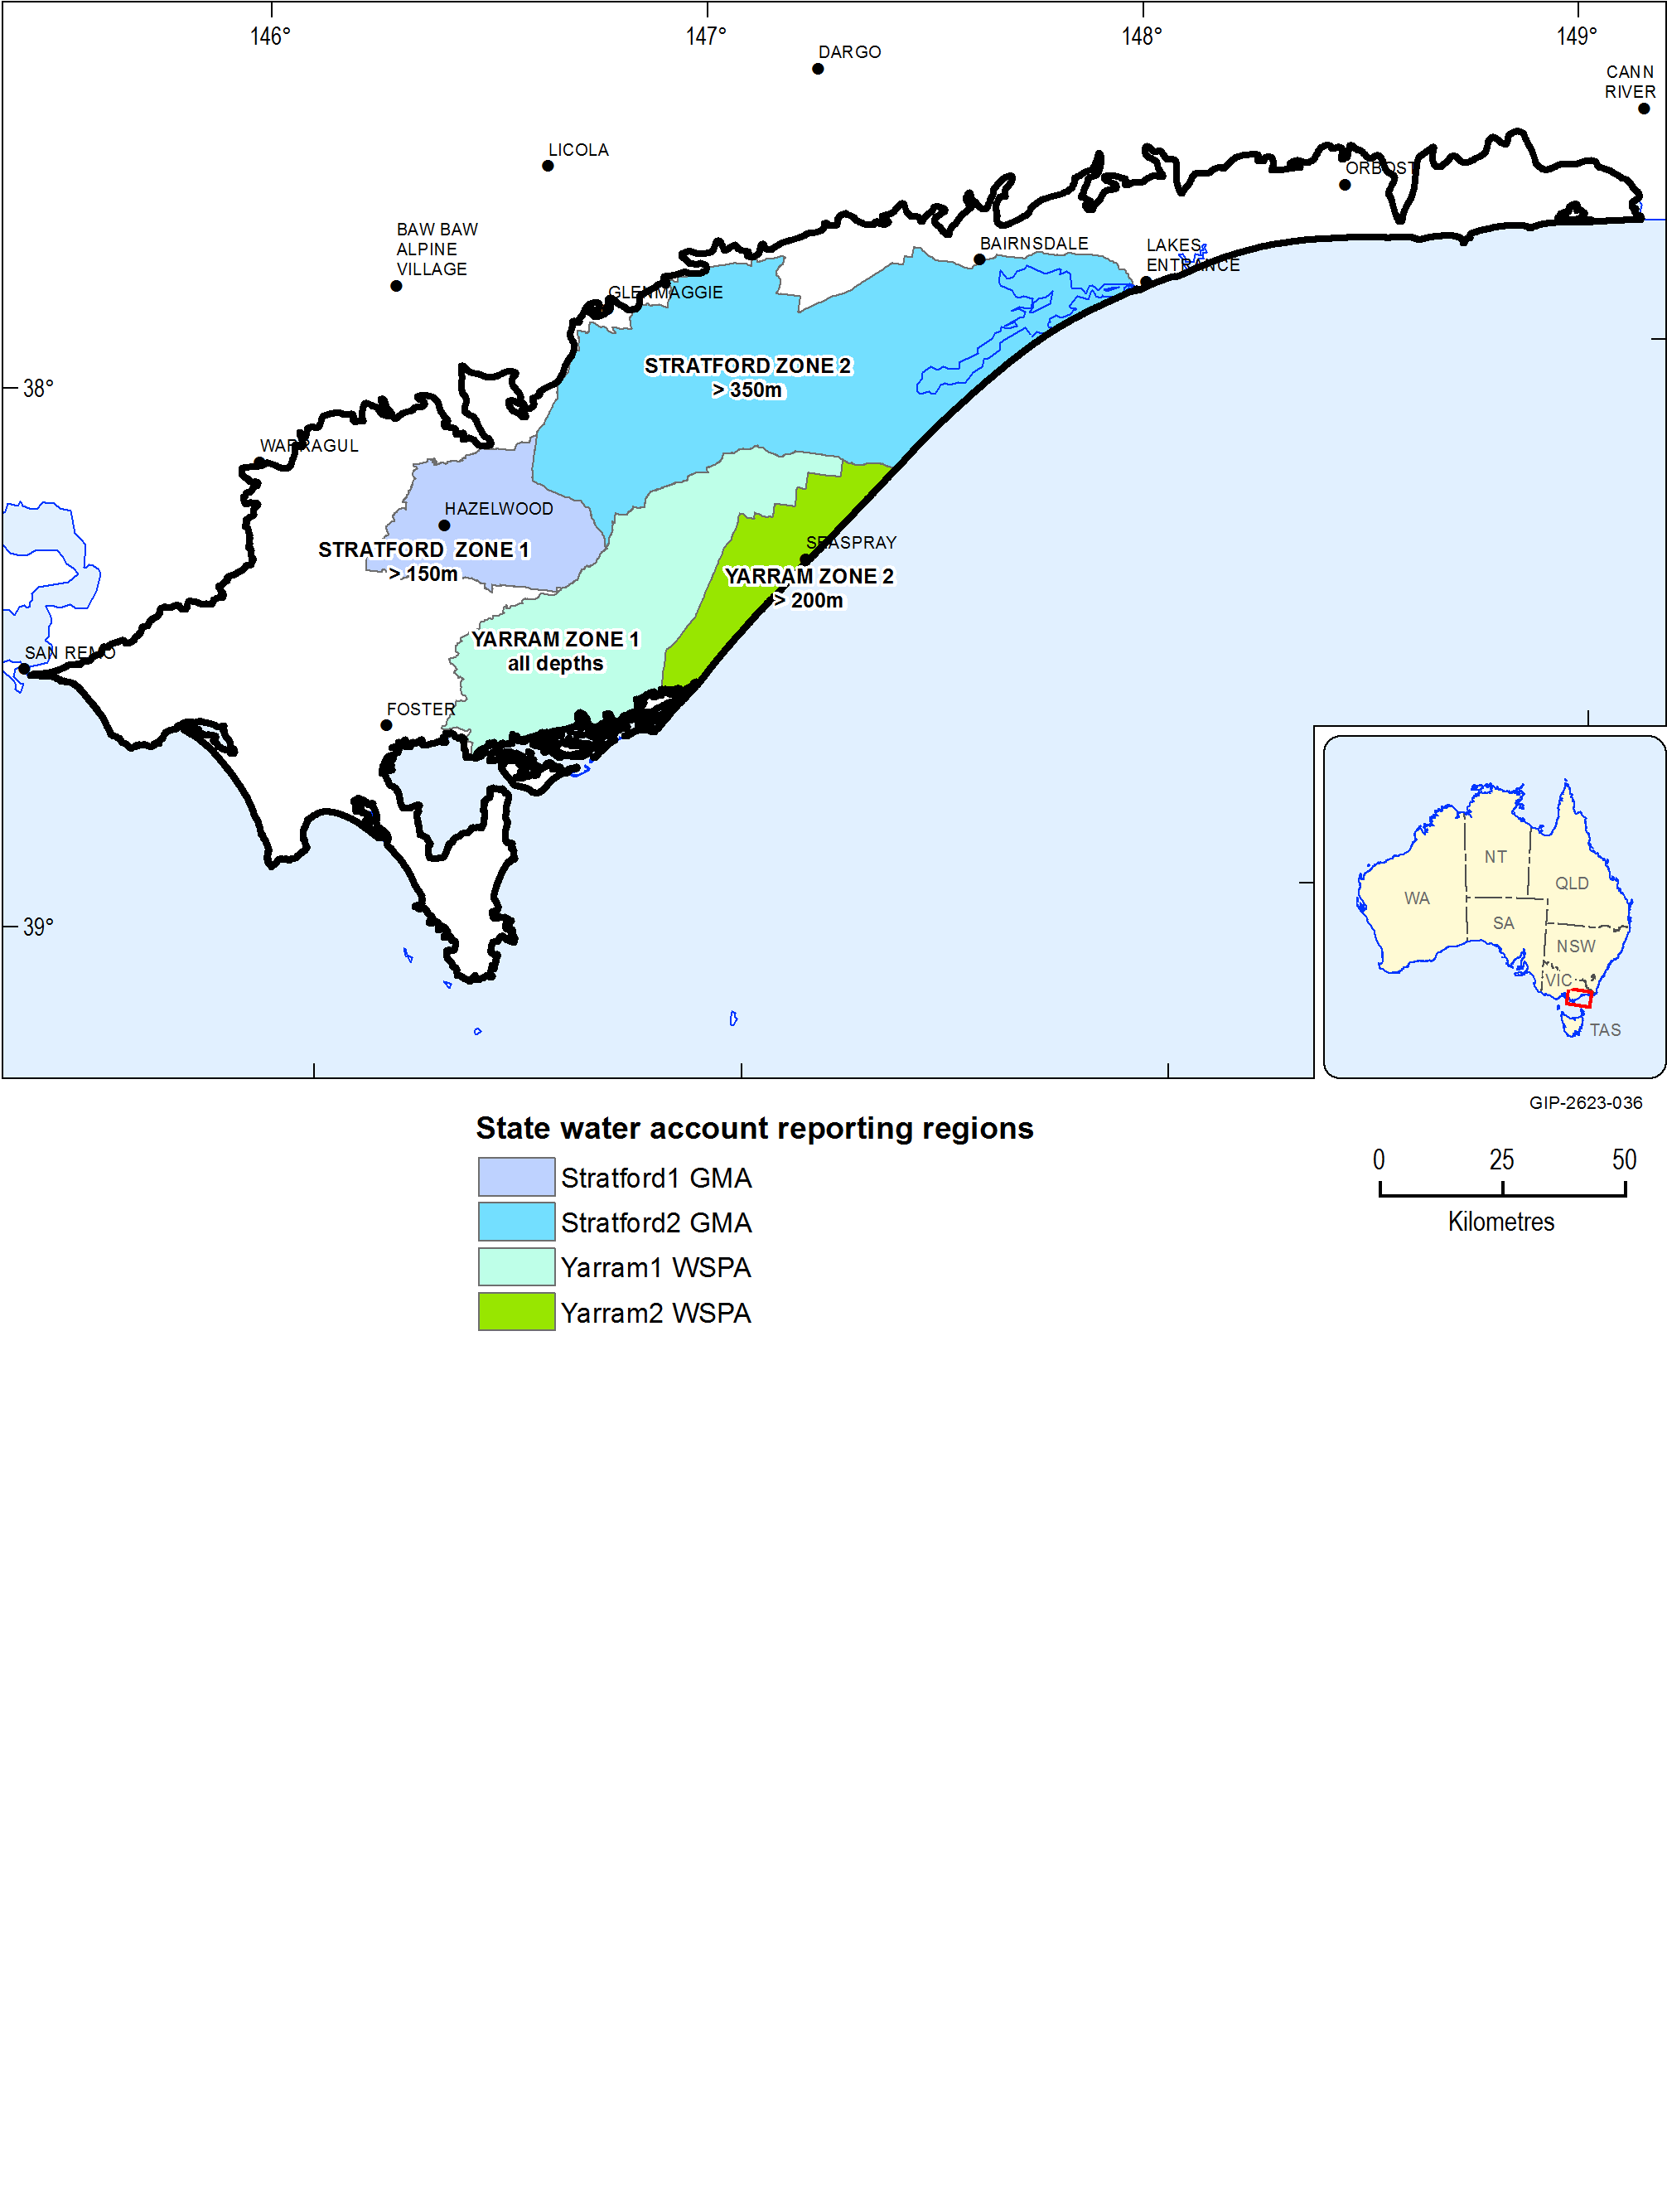 146°
147°
148°
149°
DARGO
CANN
RIVER
LICOLA
ORBOST
BAW BAW
ALPINE
VILLAGE
BAIRNSDALE
LAKES
ENTRANCE
GLENMAGGIE
STRATFORD ZONE 2
> 350m
38°
WARRAGUL
HAZELWOOD
STRATFORD ZONE 1
> 150m
SEASPRAY
YARRAM ZONE 2
> 200m
YARRAM ZONE 1
all depths
SAN REMO
FOSTER
39°
NT
QLD
WA
SA
NSW
VIC
TAS
GIP-2623-036
State water account reporting regions
Stratford1 GMA
Stratford2 GMA
Yarram1 WSPA
Yarram2 WSPA
0 25 50
Kilometres